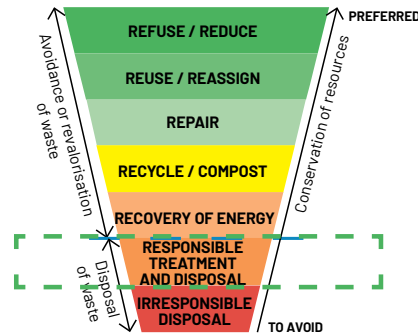 PREFERRED
REFUSE / REDUCE
REUSE / REASSIGN
REPAIR
RECYCLE / COMPOST
RECOVERY OF ENERGY
RESPONSIBLE
TREATMENT
AND DISPOSAL
IRRESPONSIBLE
DISPOSAL
TO AVOID
Avoidance or revalorisation
of waste
Disposal
of waste
Conservation of resources